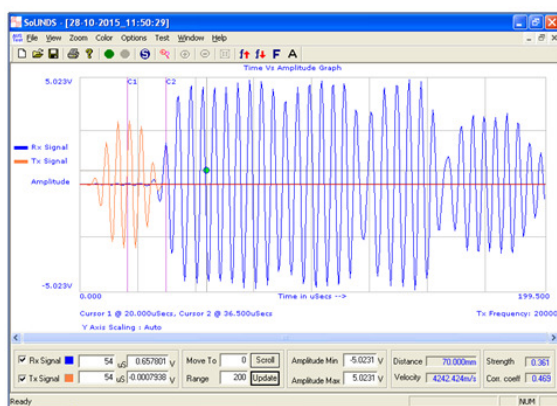 SoUNDS - [28-10-2015_11:50:29]
File View Zoom Color Options Test Window Help
F A
Time Vs Amplitude Graph
5.023V
C1 C2
Rx Signal
Tx Signal
Amplitude
-5.023V
0.000 Time in uSecs --> 199.500
Cursor 1 @ 20.000uSecs, Cursor 2 @ 36.500uSecs Tx Frequency: 20000
Y Axis Scaling : Auto
Rx Signal 54 uS 0.657801 V Move To 0 Scroll Amplitude Min -5.0231 V Distance 70.000mm Strength 0.361
Tx Signal 54 uS -0.0007938 V Range 200 Update Amplitude Max 5.0231 V Velocity 4242.424m/s Corr. coeff 0.469
Ready NUM